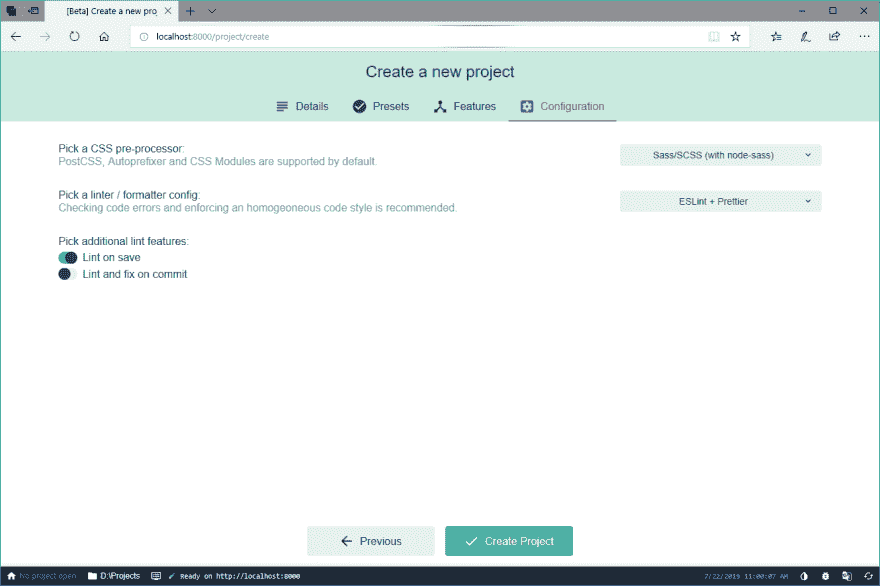 [Beta] Create a new proj
localhost:8000/project/create
Create a new project
Details Presets Features Configuration
Pick a CSS pre-processor:
PostCSS, Autoprefixer and CSS Modules are supported by default.
Sass/SCSS (with node-sass)
Pick a linter / formatter config:
Checking code errors and enforcing an homogeoneous code style is recommended.
ESLint + Prettier
Pick additional lint features:
Lint on save
Lint and fix on commit
Previous Create Project
No project open D:\Projects Ready on http://localhost:8000 7/22/2019 11:00:07 AM